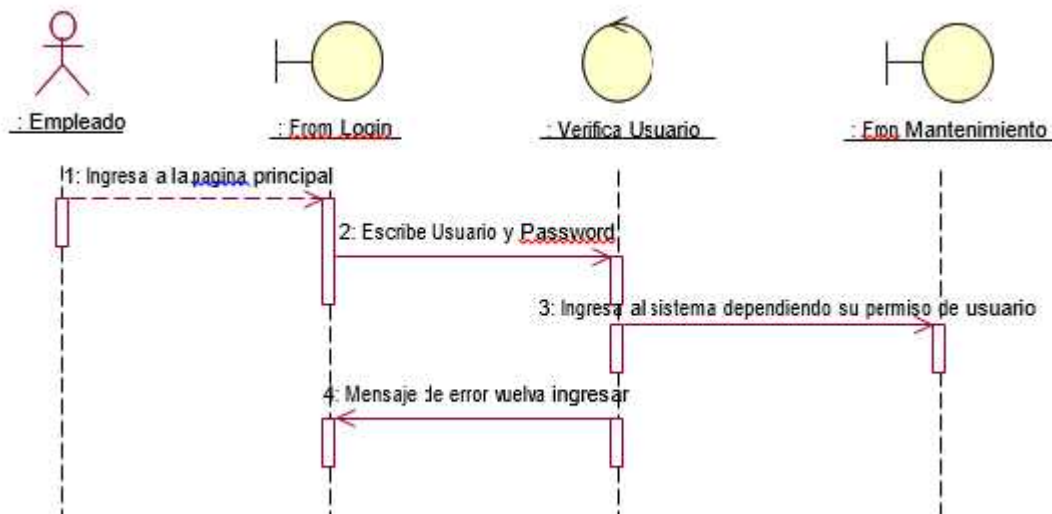 : Empleado
: From Login
: Verifica Usuario
: Fmn Mantenimiento
1: Ingresa a la pagina principal
2: Escribe Usuario y Password
3: Ingresa al sistema dependiendo su permiso de usuario
4: Mensaje de error vuelva ingresar